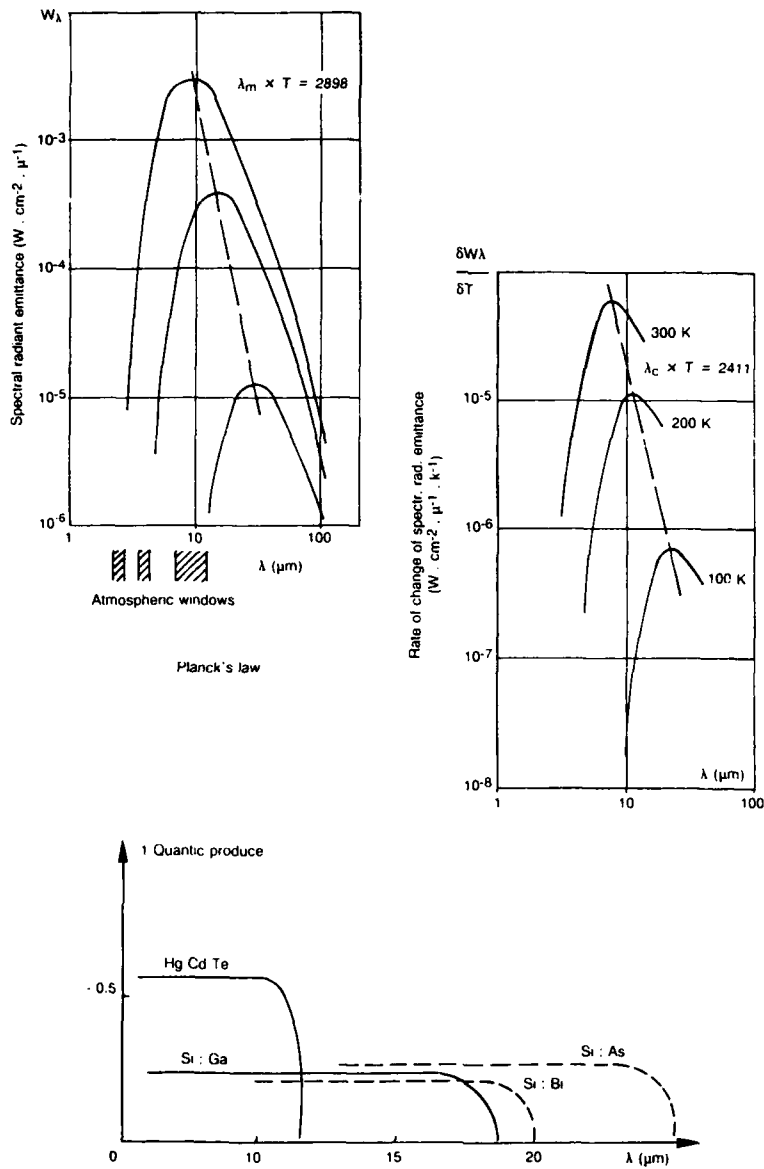 Wλ
λm × T = 2898
10-3
10-4
10-5
10-6
1
10
100
λ (µm)
Spectral radiant emittance (W . cm-2 . µ-1)
Atmospheric windows
Planck's law
δWλ
δT
300 K
λc × T = 2411
10-5
200 K
10-6
100 K
10-7
10-8
λ (µm)
1
10
100
Rate of change of spectr. rad. emittance
(W . cm-2 . µ-1 . k-1)
1 Quantic produce
Hg Cd Te
- 0.5
Si : Ga
Si : As
Si : Bi
0
10
15
20
λ (µm)